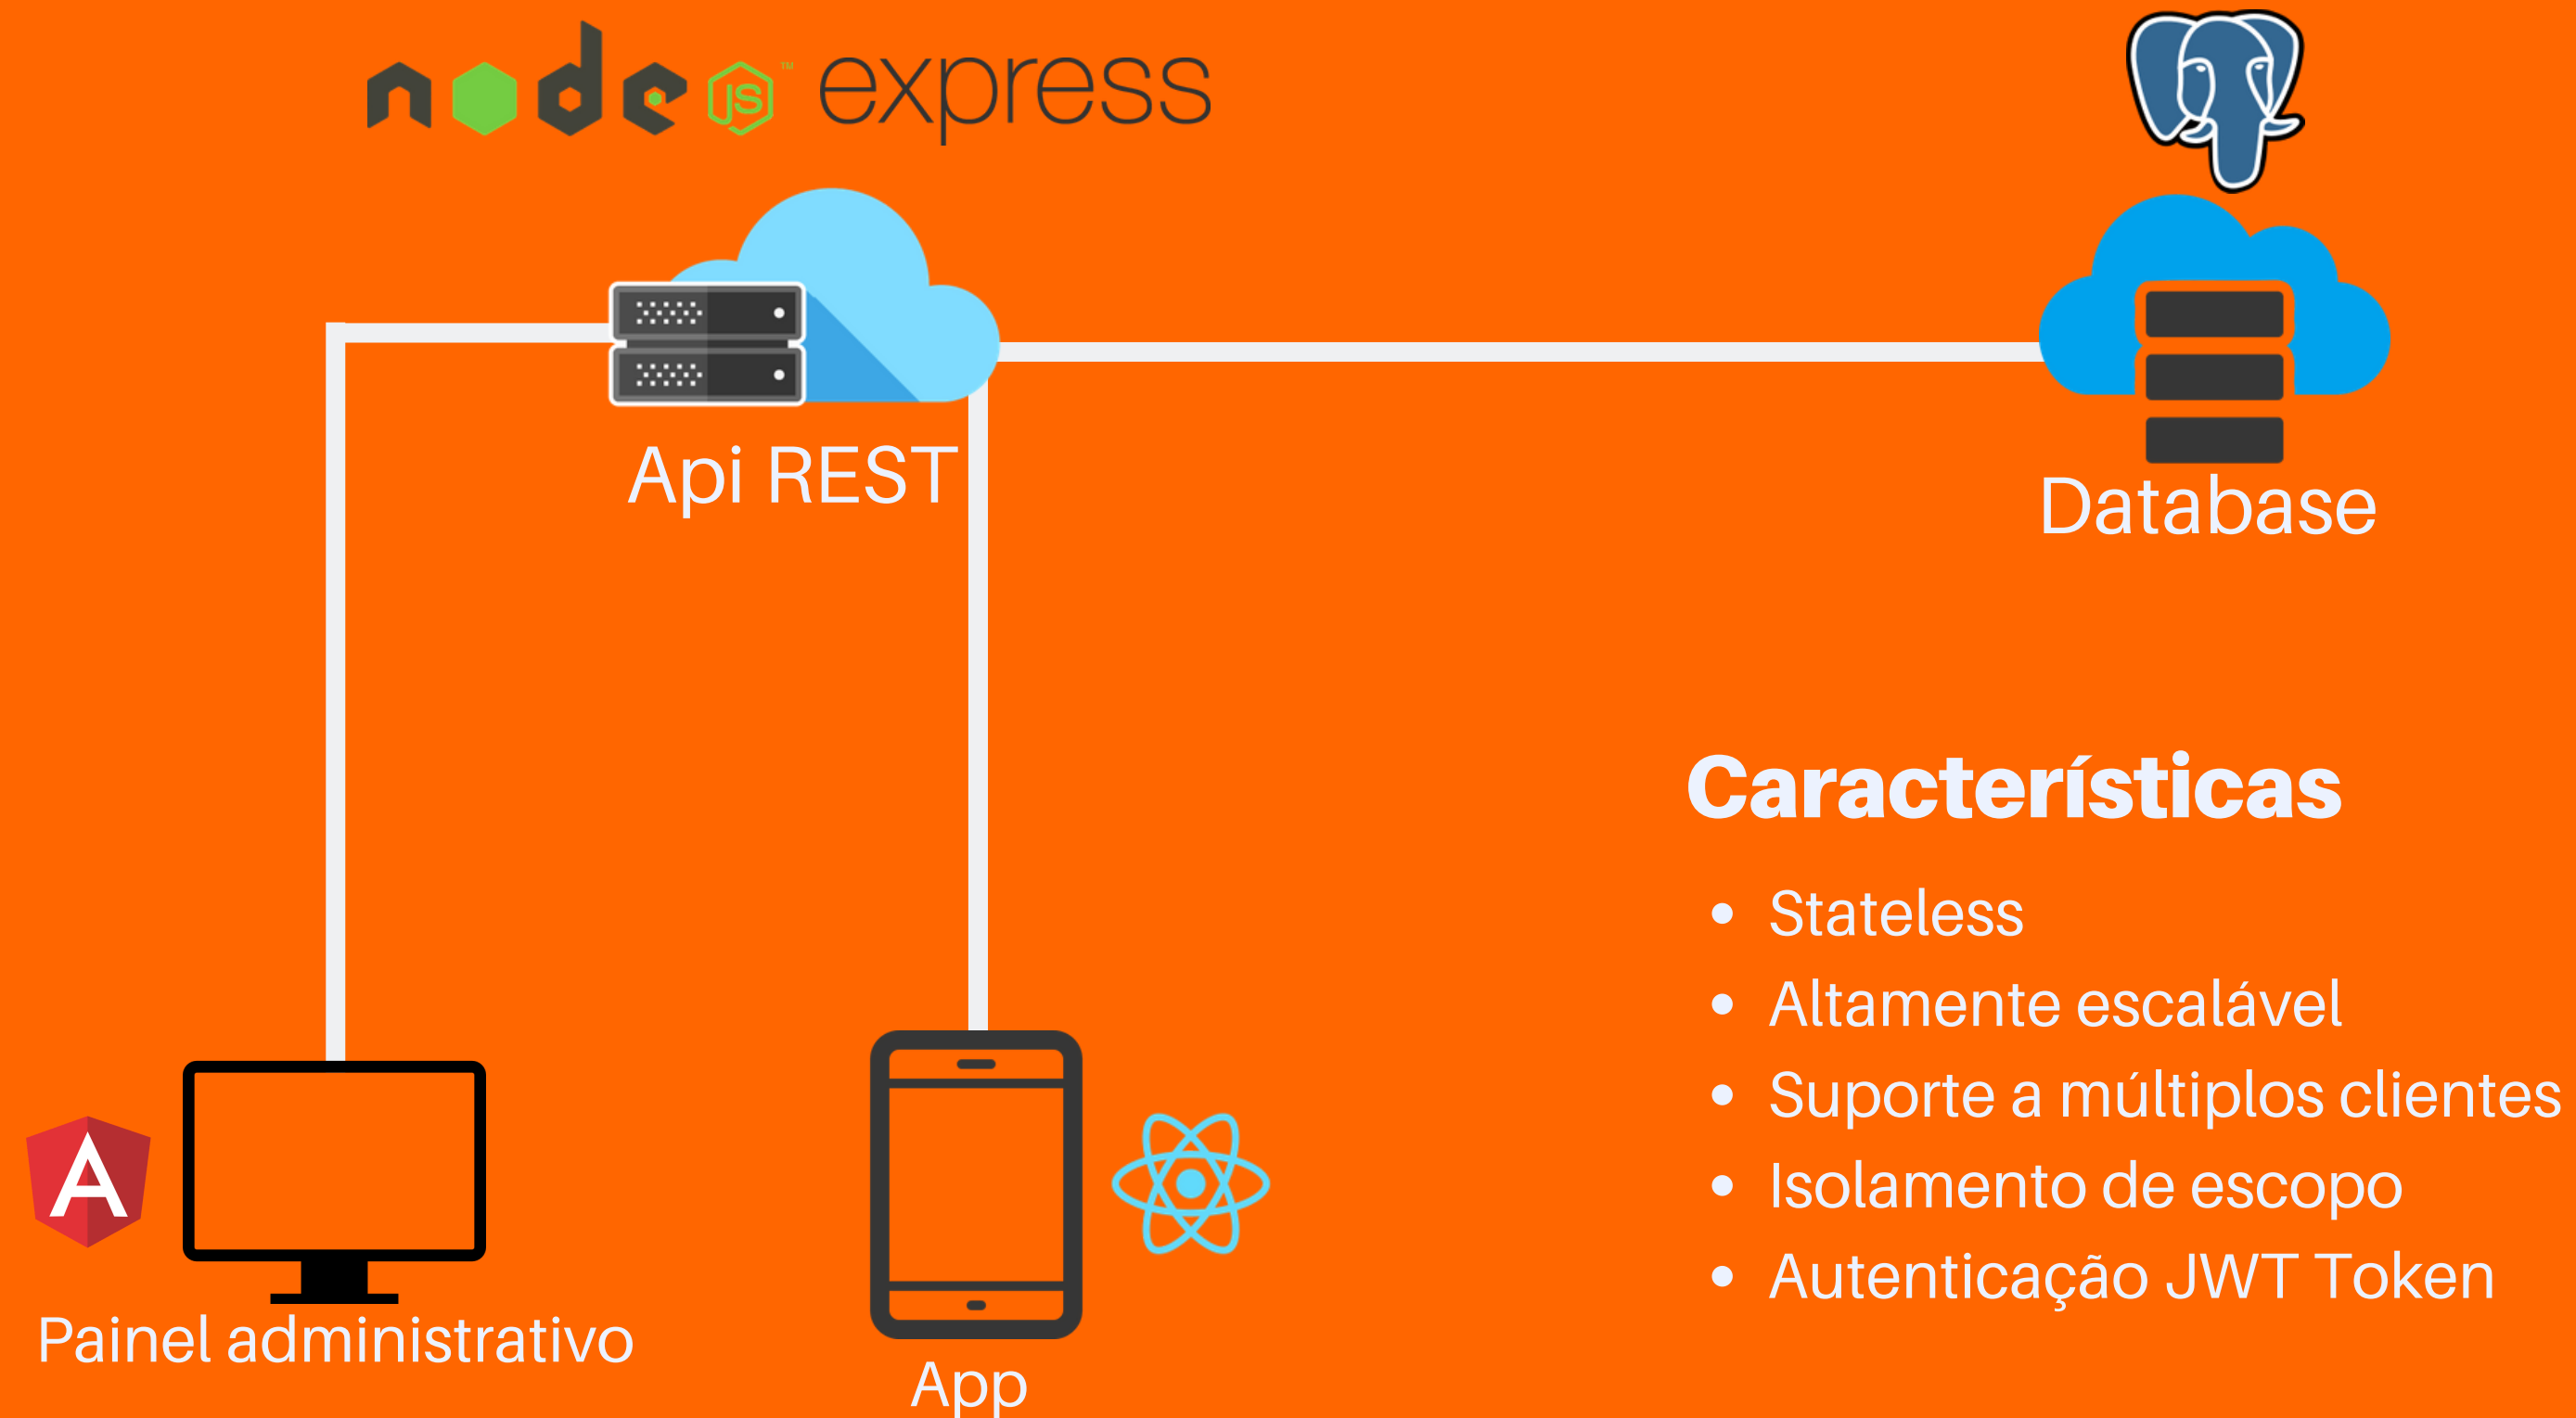 node JS ™ express
Api REST
Database
Características
• Stateless
• Altamente escalável
• Suporte a múltiplos clientes
• Isolamento de escopo
• Autenticação JWT Token
A
Painel administrativo
App